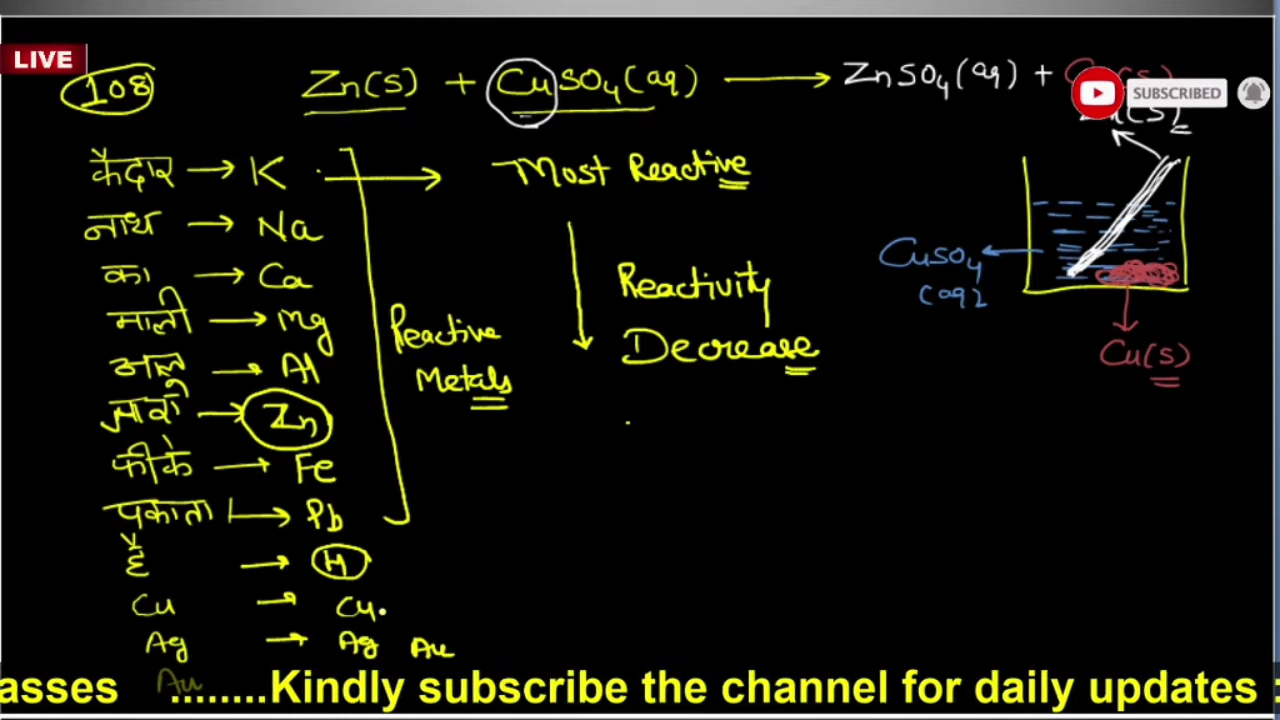 LIVE
108
Zn(s) + CuSO₄(aq) → ZnSO₄(aq) +
SUBSCRIBED
कैदार → K → Most Reactive
नाथ → Na
का → Ca
माली → Mg
आल → Al
→ Zn
फीके → Fe
पकाता → Pb
है → H
Cu → Cu
Ag → Ag Au
Au
Reactive
Metals
Reactivity
Decrease
CuSO₄
(aq)
Cu(s)
asses ........Kindly subscribe the channel for daily updates :